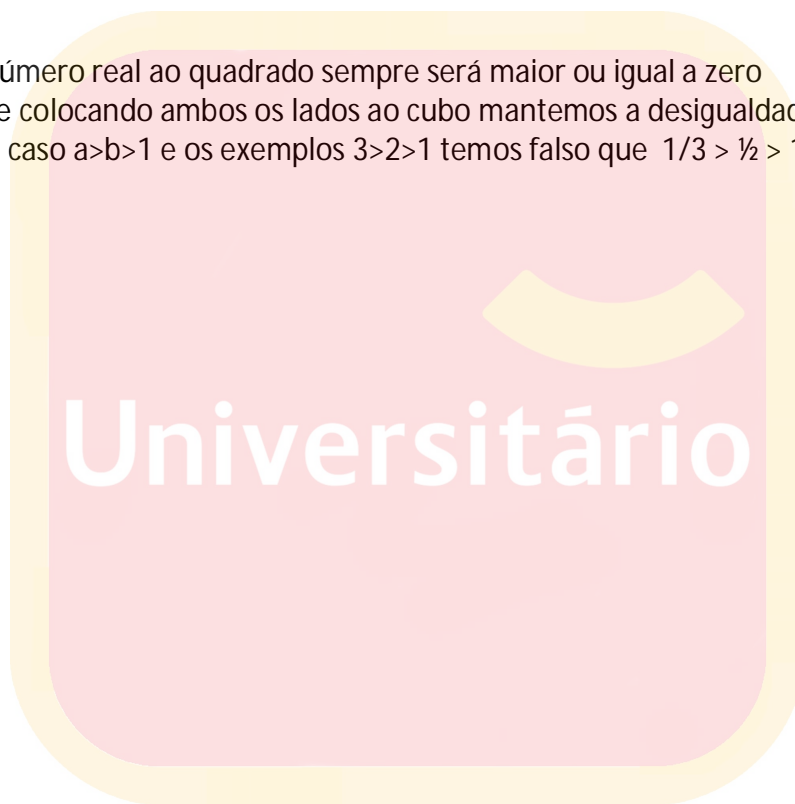 úmero real ao quadrado sempre será maior ou igual a zero
e colocando ambos os lados ao cubo mantemos a desigualdad
caso a>b>1 e os exemplos 3>2>1 temos falso que 1/3 > ½ > 1
Universitário